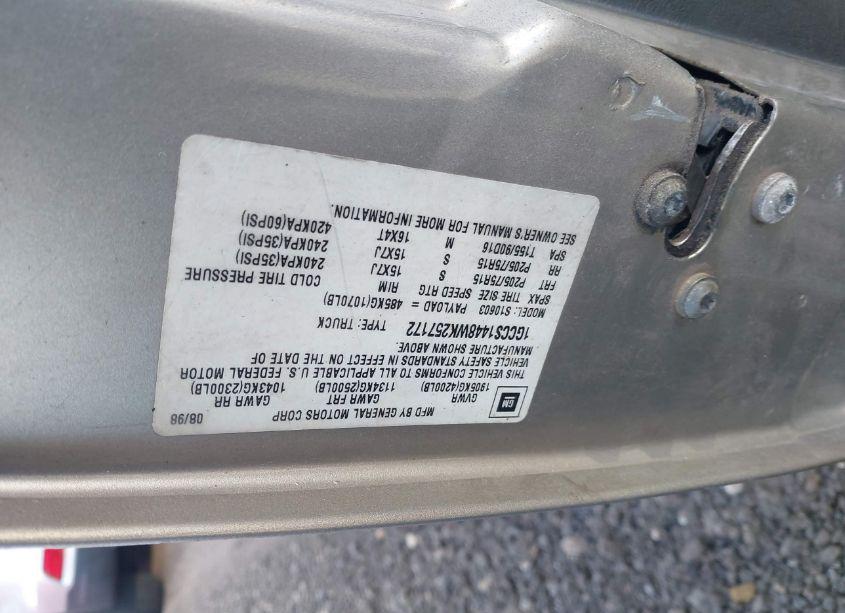 MFD BY GENERAL MOTORS CORP 08/98
GM
GVWR GAWR FRT GAWR RR
1905KG(4200LB) 1134KG(2500LB) 1043KG(2300LB)
THIS VEHICLE CONFORMS TO ALL APPLICABLE U.S. FEDERAL MOTOR
VEHICLE SAFETY STANDARDS IN EFFECT ON THE DATE OF
MANUFACTURE SHOWN ABOVE.
1GCCS1448WK257172 TYPE: TRUCK
MODEL: S10603 PAYLOAD = 485KG(1070LB)
SPAX TIRE SIZE SPEED RTG RIM COLD TIRE PRESSURE
FRT P205/75R15 S 15X7J 240KPA(35PSI)
RR P205/75R15 S 15X7J 240KPA(35PSI)
SPA T155/90D16 M 16X4T 420KPA(60PSI)
SEE OWNER'S MANUAL FOR MORE INFORMATION.